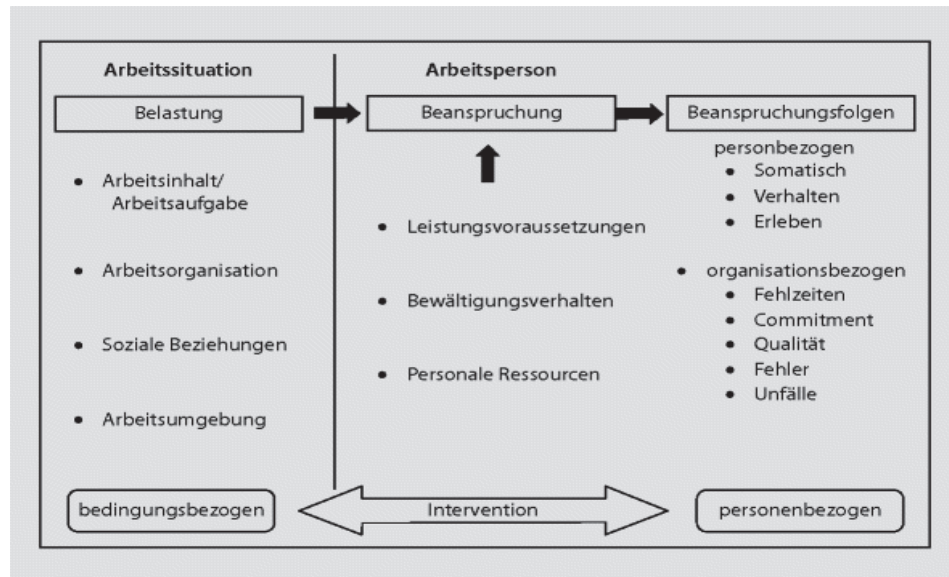 Arbeitssituation
Arbeitsperson
Belastung
Beanspruchung
Beanspruchungsfolgen
• Arbeitsinhalt/
Arbeitsaufgabe
• Arbeitsorganisation
• Soziale Beziehungen
• Arbeitsumgebung
• Leistungsvoraussetzungen
• Bewältigungsverhalten
• Personale Ressourcen
personbezogen
• Somatisch
• Verhalten
• Erleben
• organisationsbezogen
• Fehlzeiten
• Commitment
• Qualität
• Fehler
• Unfälle
bedingungsbezogen
Intervention
personenbezogen